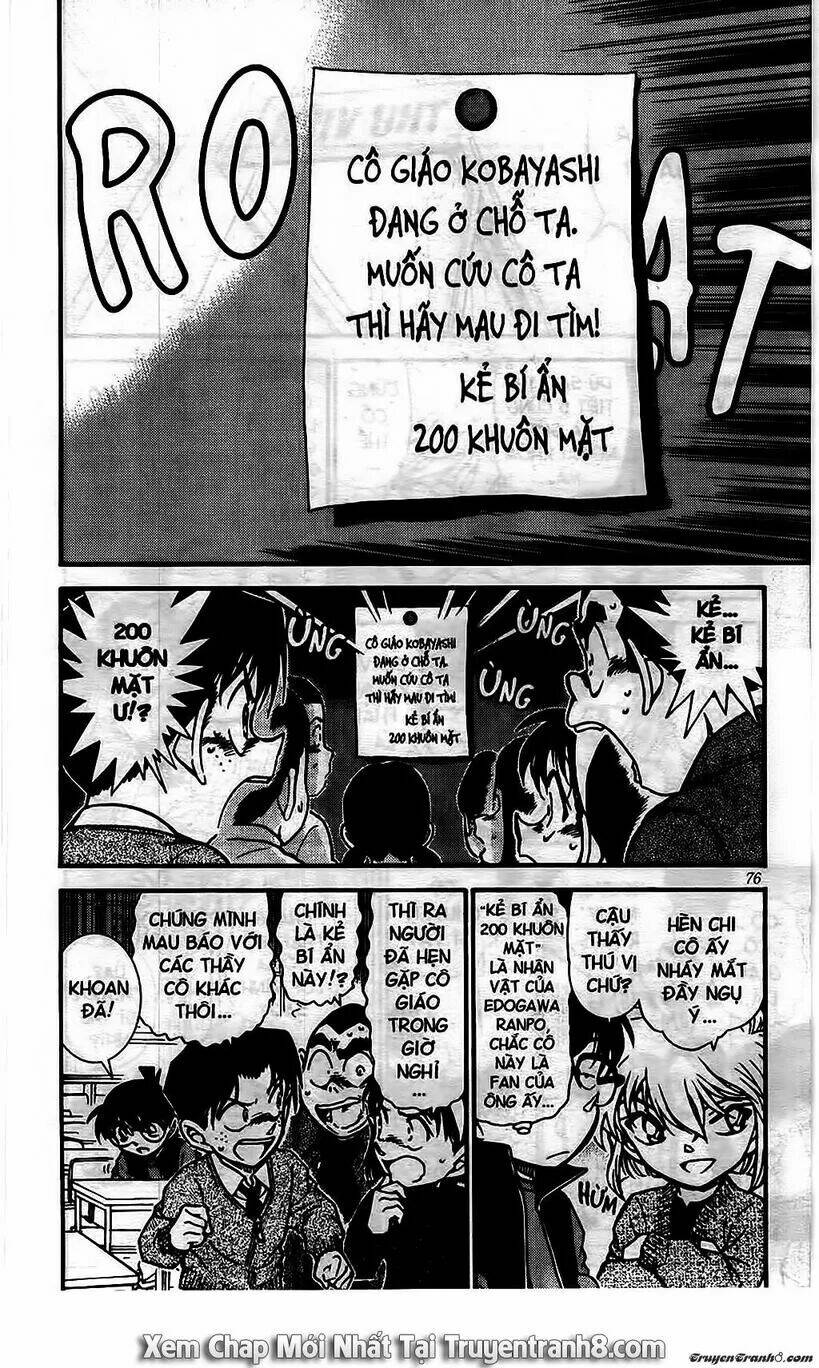 RO
AT
CÔ GIÁO KOBAYASHI
ĐANG Ở CHỖ TA.
MUỐN CỨU CÔ TA
THÌ HÃY MAU ĐI TÌM!
KẺ BÍ ẨN
200 KHUÔN MẶT
KẺ...
KẺ BÍ
ẨN...
ÙNG
CÔ GIÁO KOBAYASHI
ĐANG Ở CHỖ TA.
MUỐN CỨU CÔ TA
THÌ HÃY MAU ĐI TÌM!
KẺ BÍ ẨN
200 KHUÔN MẶT
ÙNG
ÙNG
200
KHUÔN
MẶT
Ư!?
76
HÈN CHI
CÔ ẤY
NHÁY MẮT
ĐẦY NGỤ
Ý...
CẬU
THẤY
THÚ VỊ
CHỨ?
"KẺ BÍ ẨN
200 KHUÔN
MẶT"
LÀ NHÂN
VẬT CỦA
EDOGAWA
RANPO,
CHẮC CÔ
NÀY LÀ
FAN CỦA
ÔNG ẤY...
HỪM
THÌ RA
NGƯỜI
ĐÃ HẸN
GẶP CÔ
GIÁO
TRONG
GIỜ
NGHỈ
...
CHÍNH
LÀ KẺ
BÍ ẨN
NÀY!?
CHÚNG MÌNH
MAU BÁO VỚI
CÁC THẦY
CÔ KHÁC
THÔI...
KHOAN
ĐÃ!
Xem Chap Mới Nhất Tại Truyentranh8.com
TruyenTranh8.com